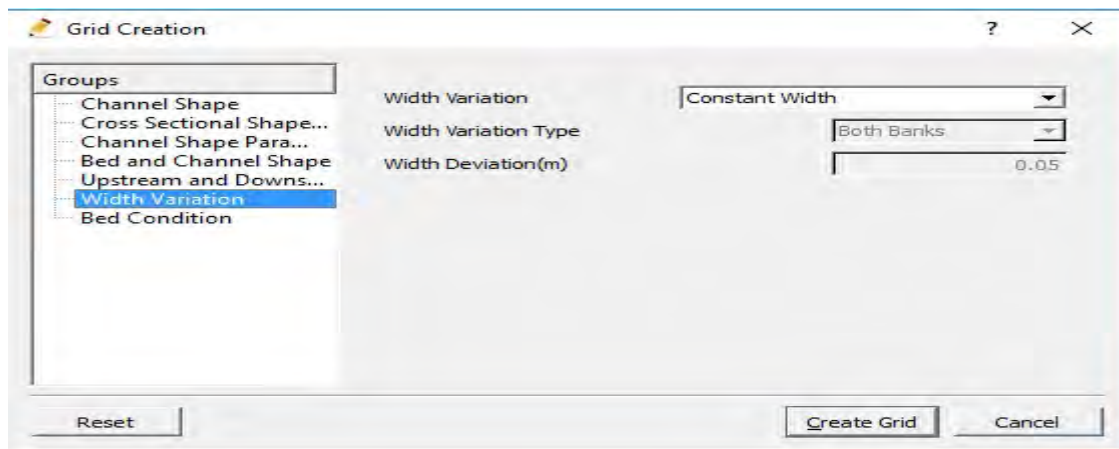 Grid Creation
?
Groups
Channel Shape
Cross Sectional Shape...
Channel Shape Para...
Bed and Channel Shape
Upstream and Downs...
Width Variation
Bed Condition
Width Variation
Constant Width
Width Variation Type
Both Banks
Width Deviation(m)
0.05
Reset
Create Grid
Cancel